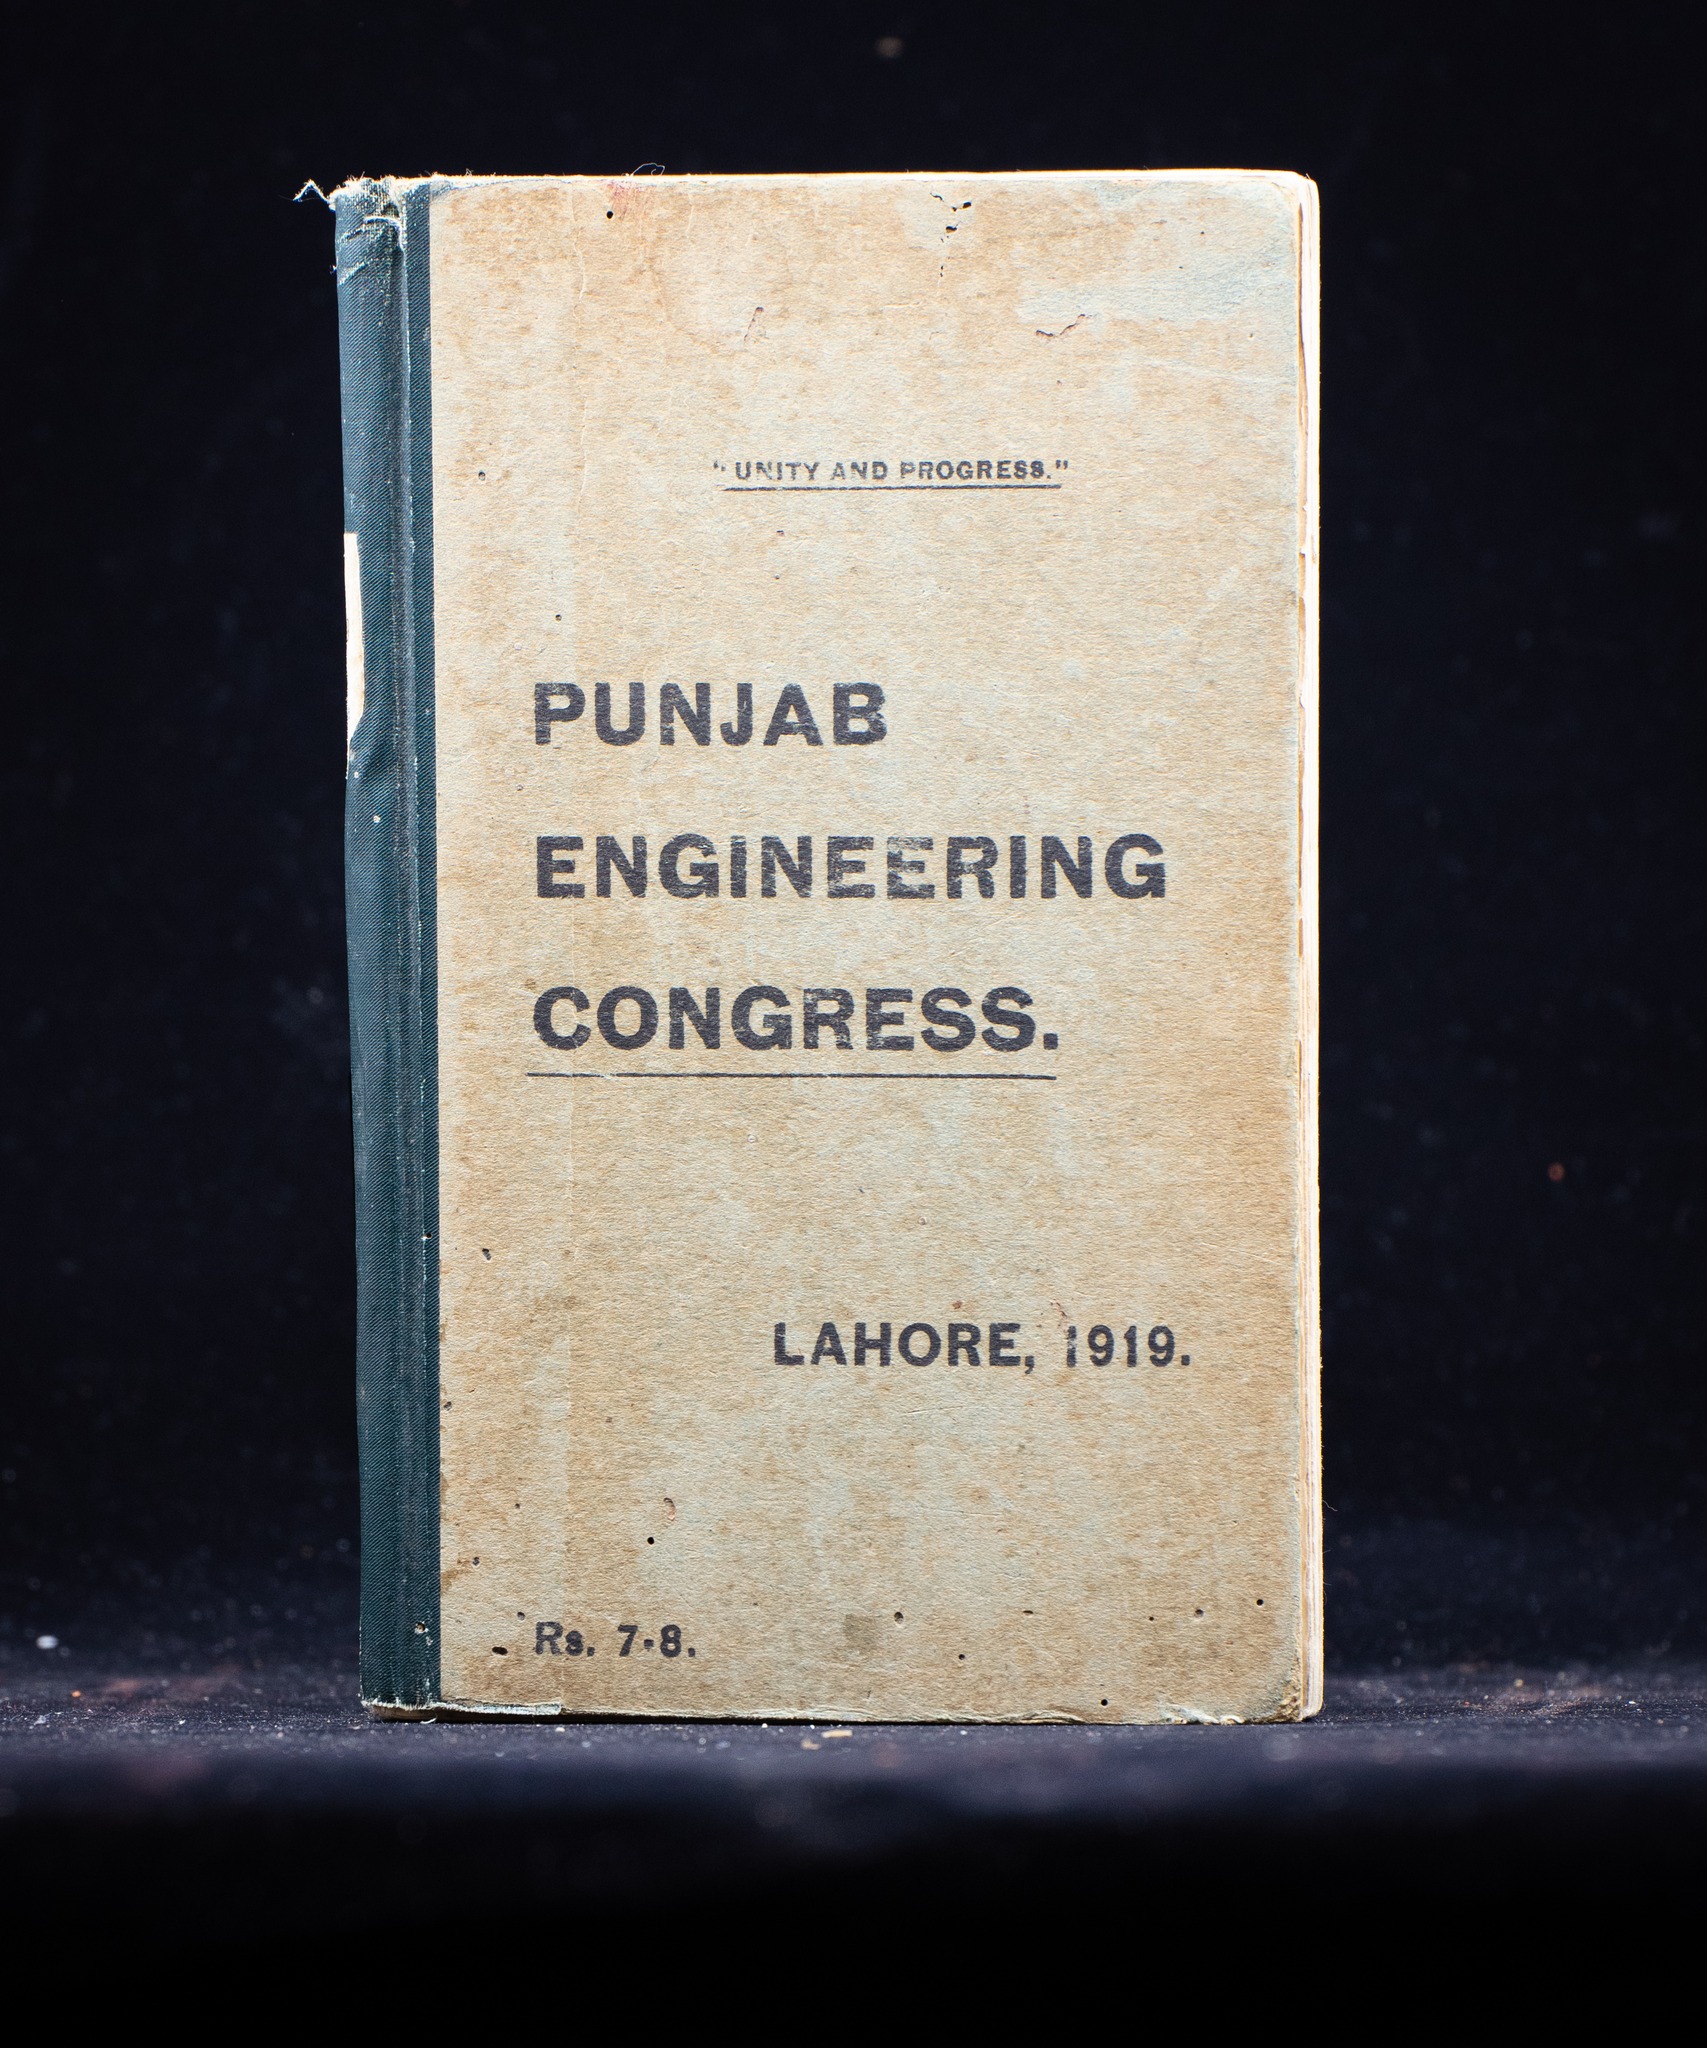 "UNITY AND PROGRESS."
PUNJAB
ENGINEERING
CONGRESS.
LAHORE, 1919.
Rs. 7-8.